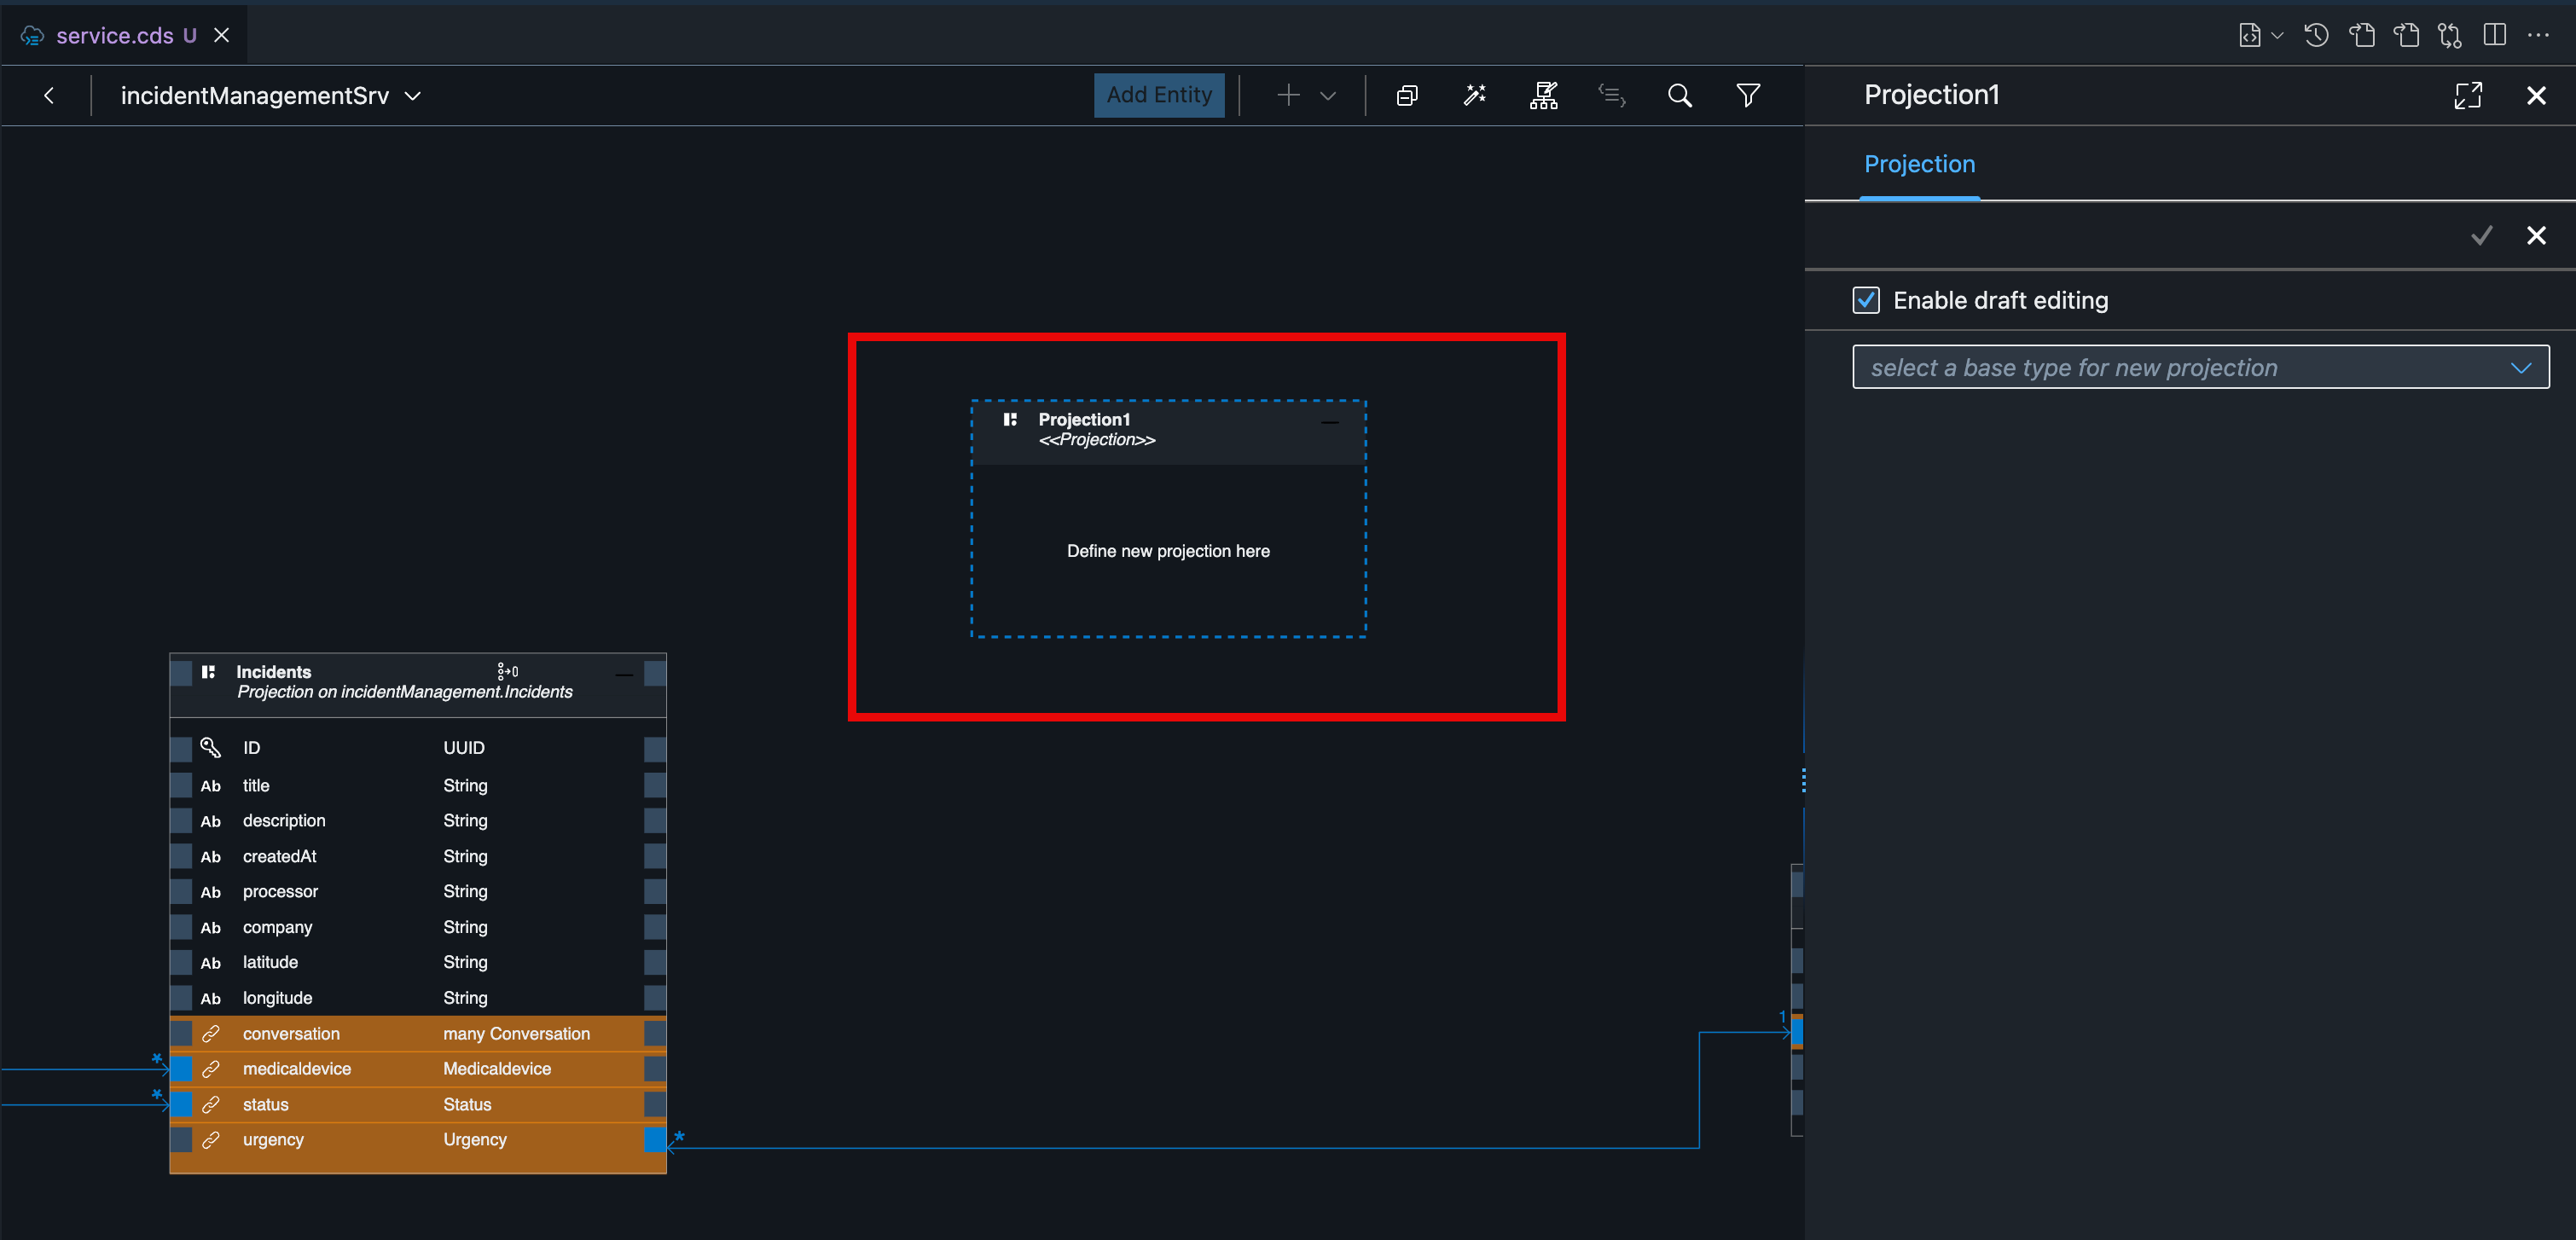 service.cds U
incidentManagementSrv
Add Entity
Projection1
Projection
Enable draft editing
select a base type for new projection
Projection1
<<Projection>>
Define new projection here
Incidents
Projection on incidentManagement.Incidents
ID UUID
Ab title String
Ab description String
Ab createdAt String
Ab processor String
Ab company String
Ab latitude String
Ab longitude String
conversation many Conversation
1
* medicaldevice Medicaldevice
* status Status
urgency Urgency *